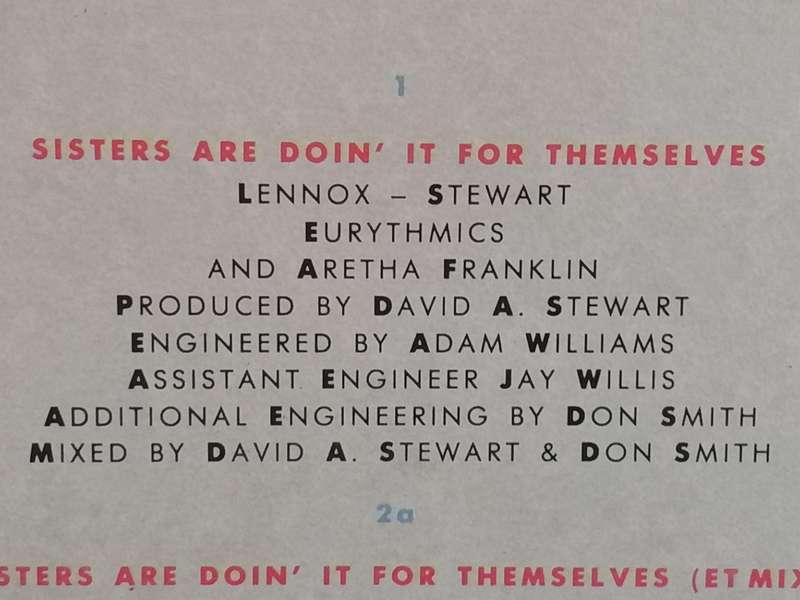 1
SISTERS ARE DOIN' IT FOR THEMSELVES
LENNOX – STEWART
EURYTHMICS
AND ARETHA FRANKLIN
PRODUCED BY DAVID A. STEWART
ENGINEERED BY ADAM WILLIAMS
ASSISTANT ENGINEER JAY WILLIS
ADDITIONAL ENGINEERING BY DON SMITH
MIXED BY DAVID A. STEWART & DON SMITH
2a
STERS ARE DOIN' IT FOR THEMSELVES (ET MIX